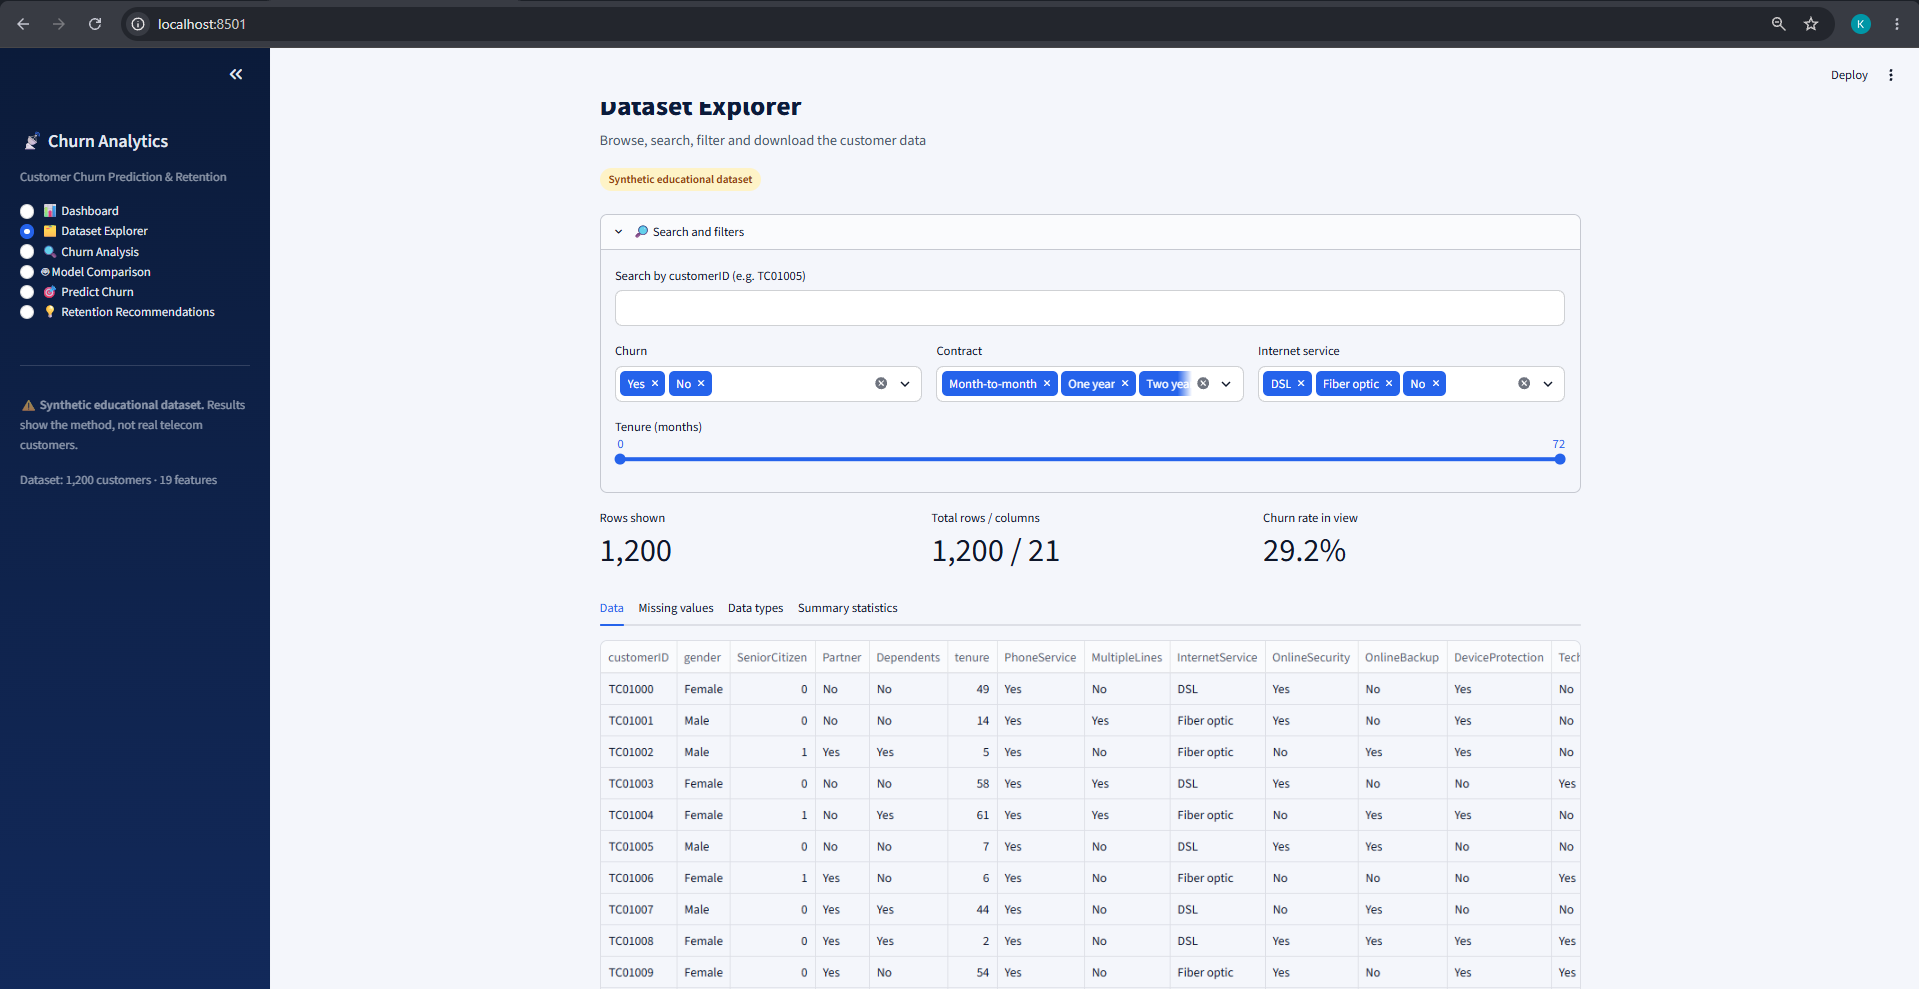 localhost:8501
K
Deploy
Churn Analytics
Customer Churn Prediction & Retention
Dashboard
Dataset Explorer
Churn Analysis
Model Comparison
Predict Churn
Retention Recommendations
Synthetic educational dataset. Results
show the method, not real telecom
customers.
Dataset: 1,200 customers · 19 features
Dataset Explorer
Browse, search, filter and download the customer data
Synthetic educational dataset
Search and filters
Search by customerID (e.g. TC01005)
Churn Contract Internet service
Yes No Month-to-month One year Two yea DSL Fiber optic No
Tenure (months)
0 72
Rows shown Total rows / columns Churn rate in view
1,200 1,200 / 21 29.2%
Data Missing values Data types Summary statistics
customerID gender SeniorCitizen Partner Dependents tenure PhoneService MultipleLines InternetService OnlineSecurity OnlineBackup DeviceProtection Tech
TC01000 Female 0 No No 49 Yes No DSL Yes No Yes No
TC01001 Male 0 No No 14 Yes Yes Fiber optic Yes No Yes No
TC01002 Male 1 Yes Yes 5 Yes No Fiber optic No Yes Yes No
TC01003 Female 0 No No 58 Yes Yes DSL Yes No No Yes
TC01004 Female 1 No Yes 61 Yes Yes Fiber optic No Yes Yes No
TC01005 Male 0 No No 7 Yes No DSL Yes Yes No No
TC01006 Female 1 Yes No 6 Yes No Fiber optic No No No Yes
TC01007 Male 0 Yes Yes 44 Yes No DSL No Yes No No
TC01008 Female 0 Yes Yes 2 Yes No DSL Yes Yes Yes Yes
TC01009 Female 0 Yes No 54 Yes No Fiber optic Yes No Yes Yes